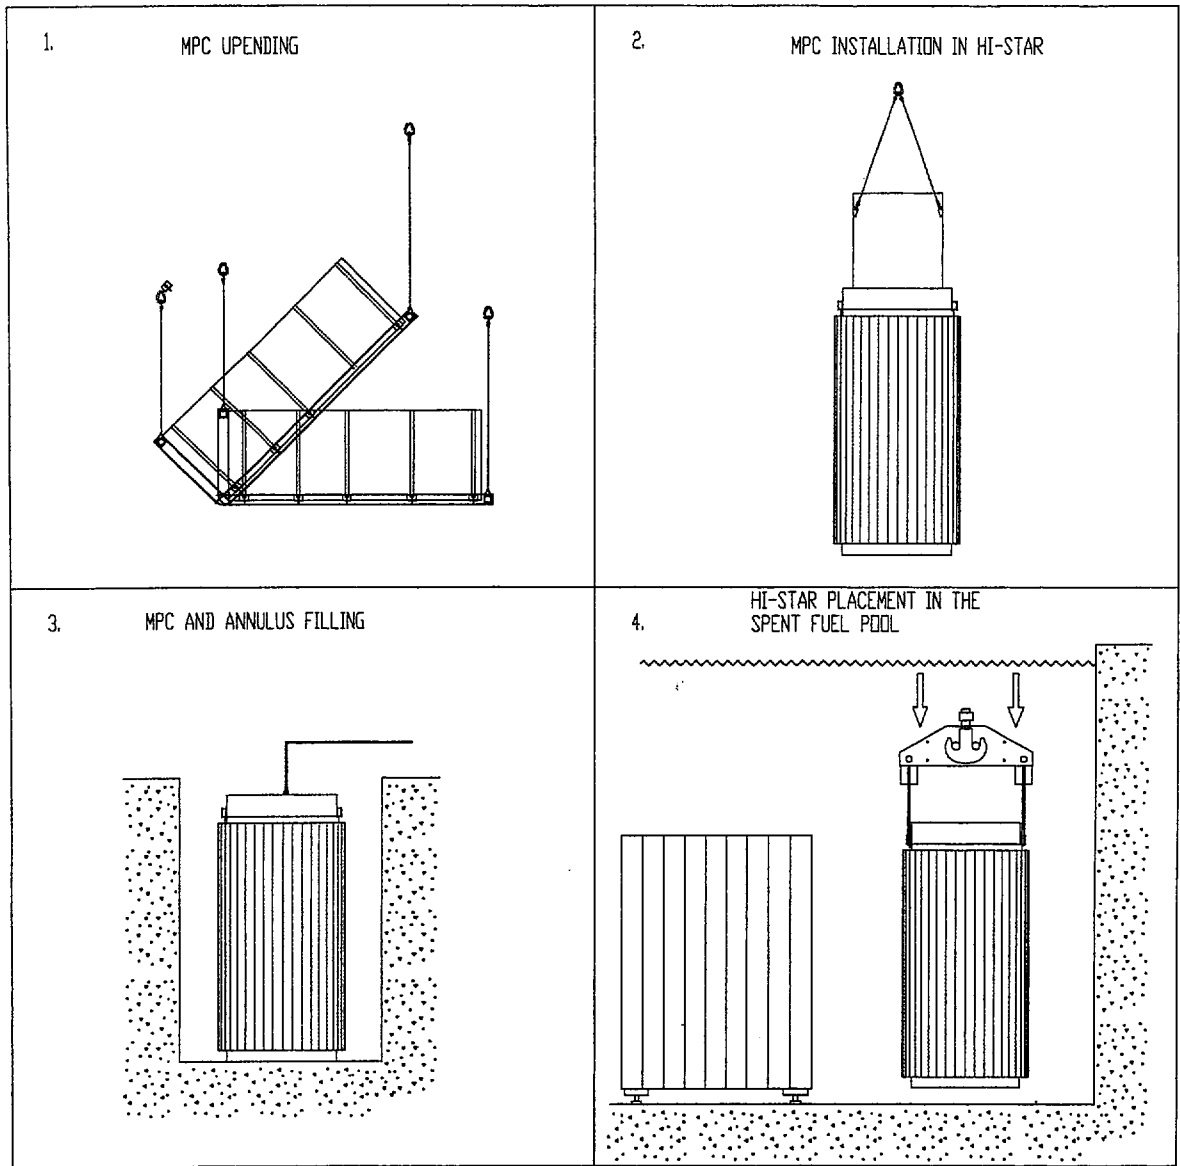 1.
MPC UPENDING
2.
MPC INSTALLATION IN HI-STAR
3.
MPC AND ANNULUS FILLING
4.
HI-STAR PLACEMENT IN THE
SPENT FUEL POOL